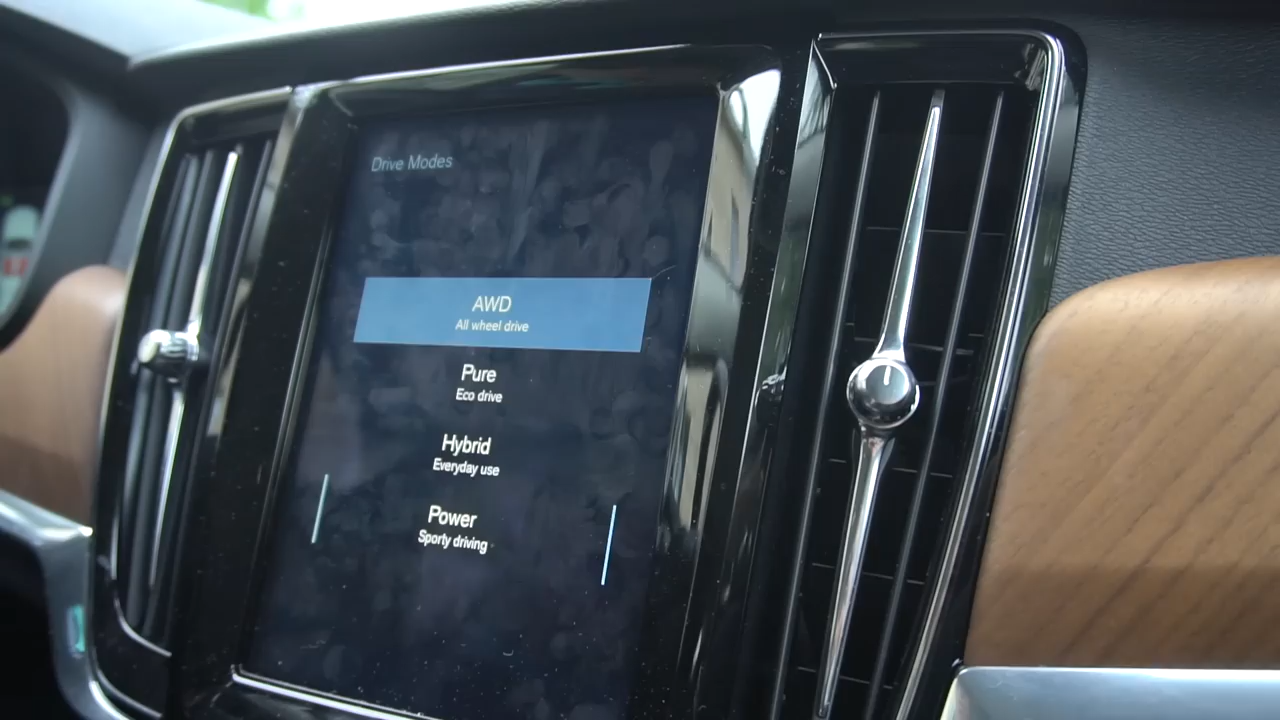 Drive Modes
AWD
All wheel drive
Pure
Eco drive
Hybrid
Everyday use
Power
Sporty driving